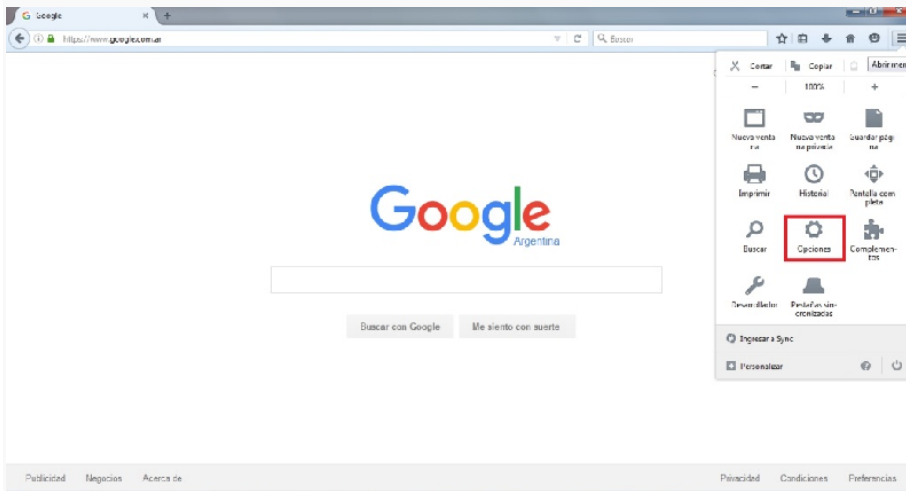 Google
https://www.google.com.ar
Buscar
Cortar Copiar Abrir men
100%
Nueva venta
na
Nueva venta
na privada
Guardar pági
na
Imprimir
Historial
Pantalla com
pleta
Buscar
Opciones
Complemen-
tos
Desarrollador
Pestañas sin-
cronizadas
Ingresar a Sync
Personalizar
Google
Argentina
Buscar con Google
Me siento con suerte
Publicidad Negocios Acerca de
Privacidad Condiciones Preferencias